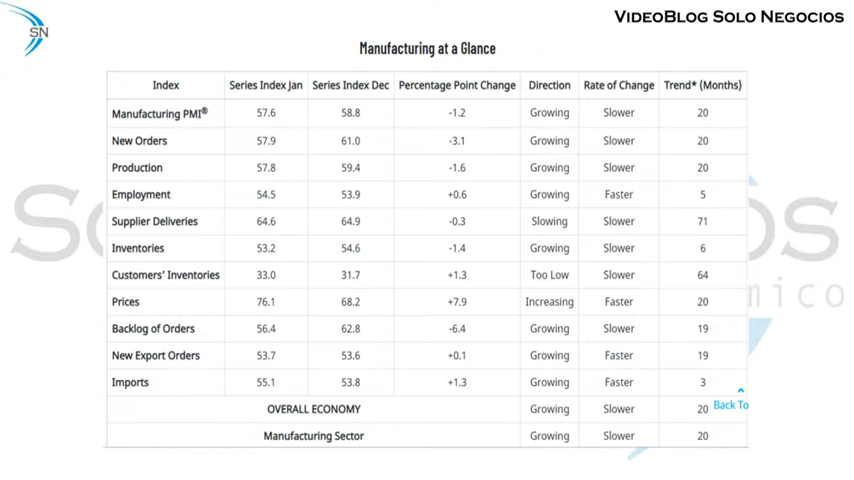 SN
VideoBlog Solo Negocios
Manufacturing at a Glance
Index Series Index Jan Series Index Dec Percentage Point Change Direction Rate of Change Trend* (Months)
Manufacturing PMI® 57.6 58.8 -1.2 Growing Slower 20
New Orders 57.9 61.0 -3.1 Growing Slower 20
Production 57.8 59.4 -1.6 Growing Slower 20
Employment 54.5 53.9 +0.6 Growing Faster 5
Supplier Deliveries 64.6 64.9 -0.3 Slowing Slower 71
Inventories 53.2 54.6 -1.4 Growing Slower 6
Customers' Inventories 33.0 31.7 +1.3 Too Low Slower 64
Prices 76.1 68.2 +7.9 Increasing Faster 20
Backlog of Orders 56.4 62.8 -6.4 Growing Slower 19
New Export Orders 53.7 53.6 +0.1 Growing Faster 19
Imports 55.1 53.8 +1.3 Growing Faster 3
OVERALL ECONOMY Growing Slower 20
Back To
Manufacturing Sector Growing Slower 20